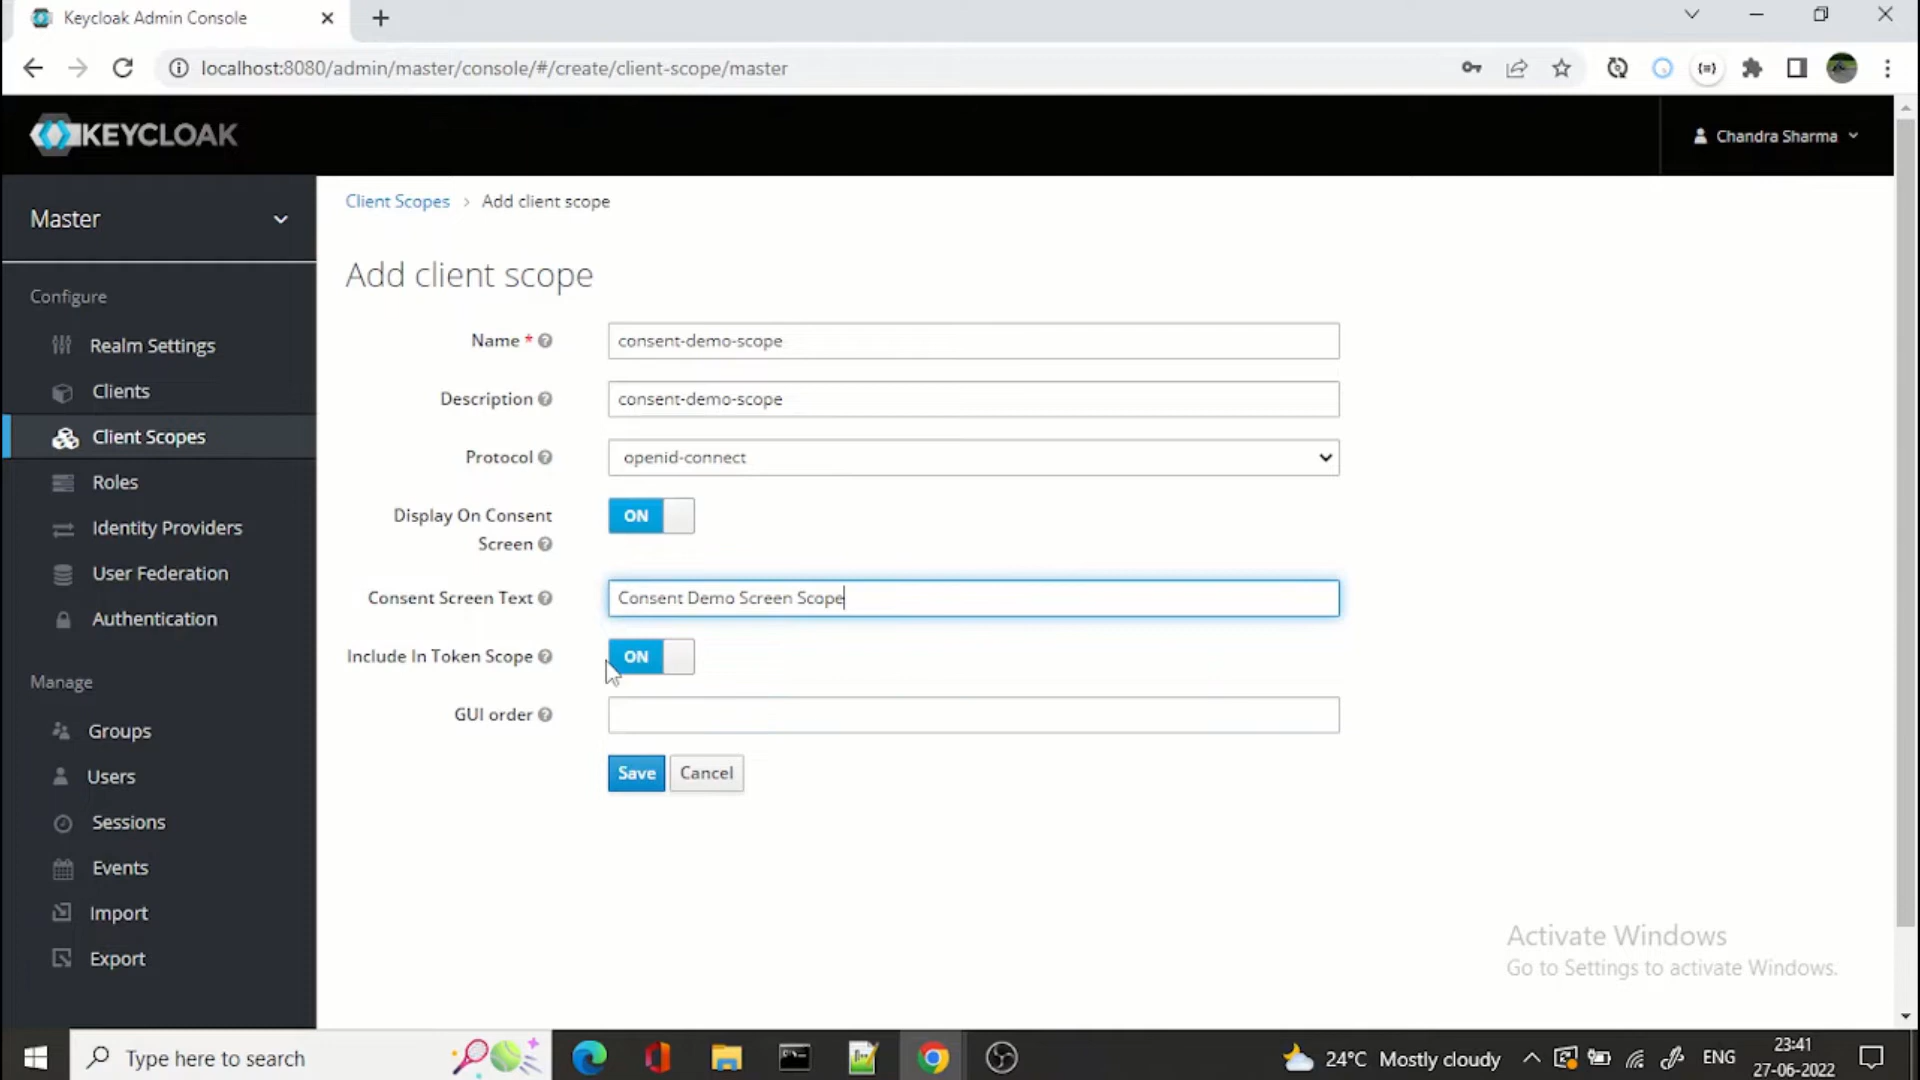 Keycloak Admin Console
localhost:8080/admin/master/console/#/create/client-scope/master
KEYCLOAK
Chandra Sharma
Master
Client Scopes > Add client scope
Configure
Realm Settings
Clients
Client Scopes
Roles
Identity Providers
User Federation
Authentication
Manage
Groups
Users
Sessions
Events
Import
Export
Add client scope
Name * consent-demo-scope
Description consent-demo-scope
Protocol openid-connect
Display On Consent
Screen ON
Consent Screen Text Consent Demo Screen Scope
Include In Token Scope ON
GUI order
Save Cancel
Activate Windows
Go to Settings to activate Windows.
Type here to search
24°C Mostly cloudy
ENG
23:41
27-06-2022